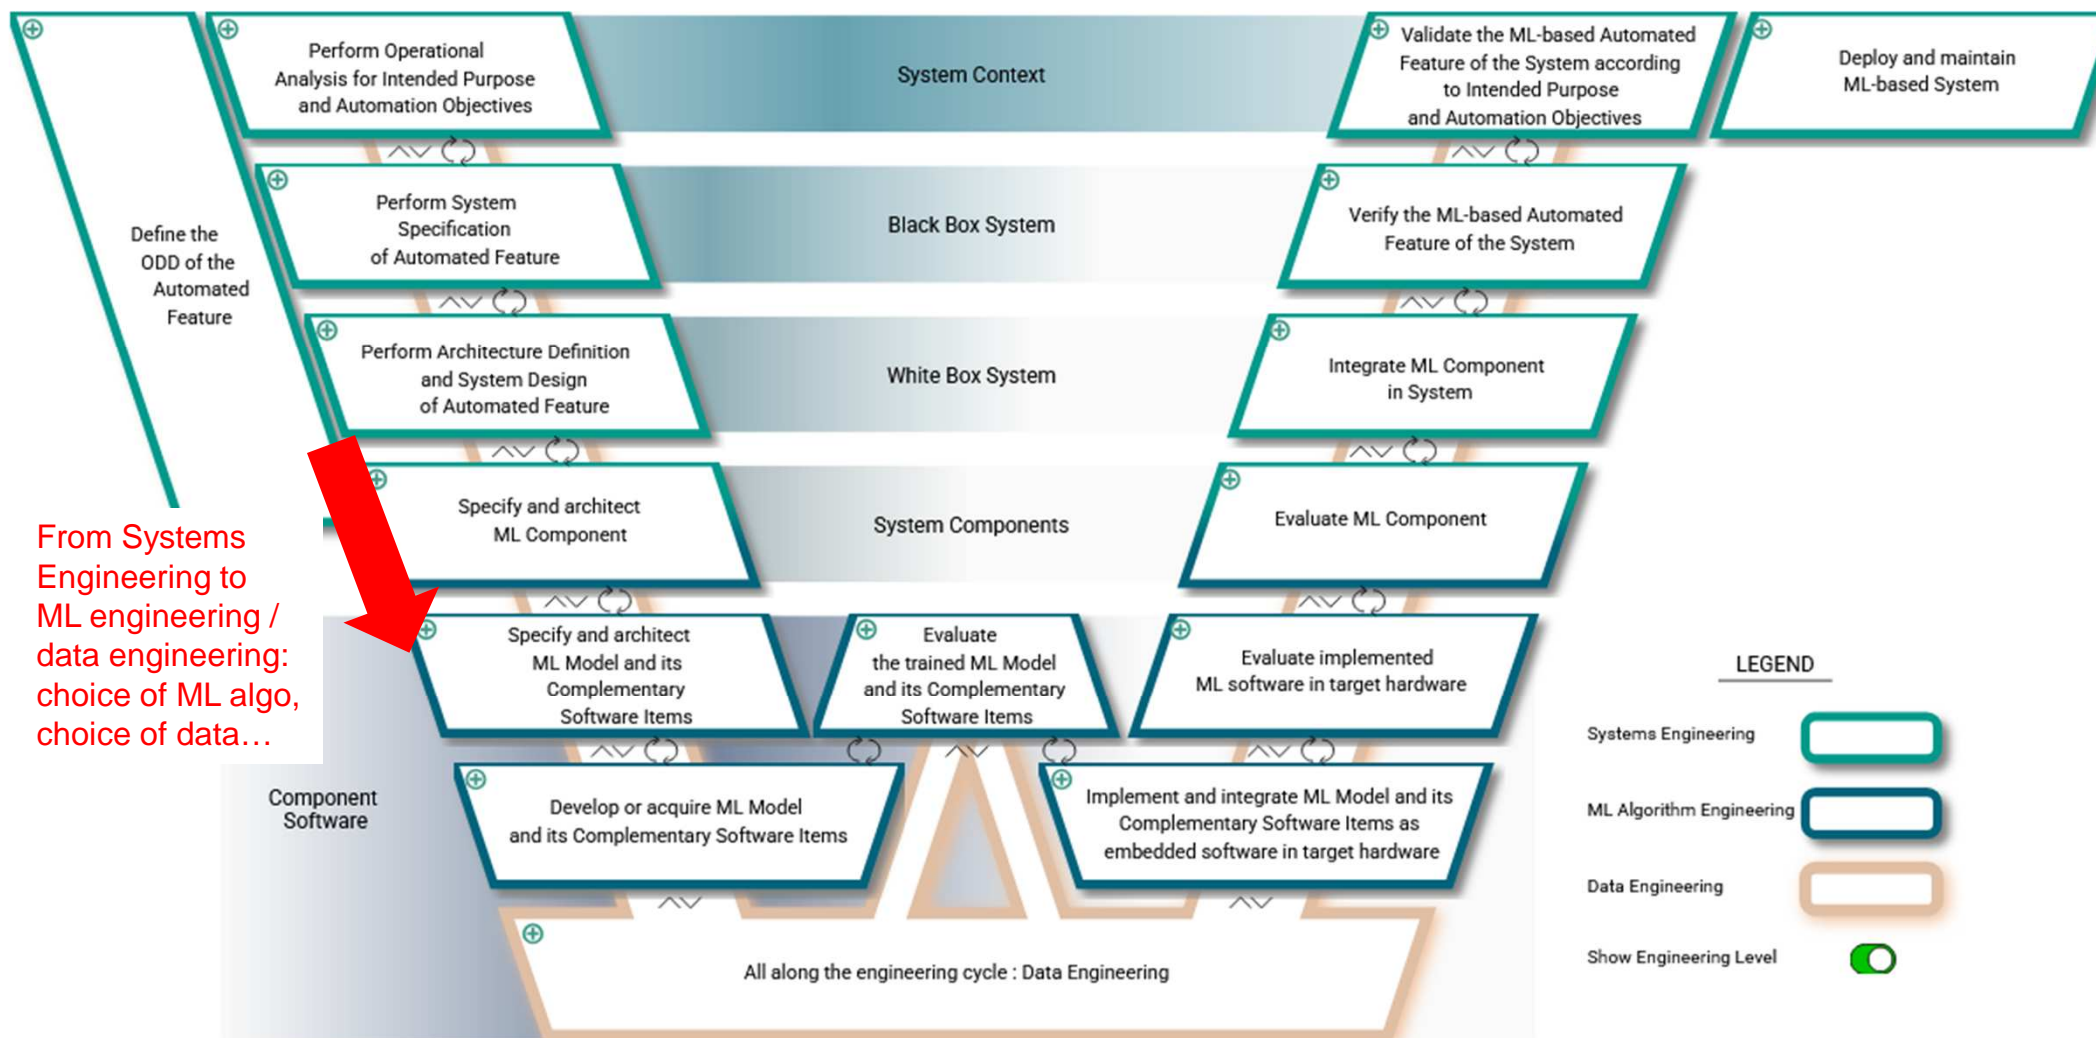 Perform Operational
Analysis for Intended Purpose
and Automation Objectives
System Context
Validate the ML-based Automated
Feature of the System according
to Intended Purpose
and Automation Objectives
Deploy and maintain
ML-based System
Define the
ODD of the
Automated
Feature
Perform System
Specification
of Automated Feature
Black Box System
Verify the ML-based Automated
Feature of the System
Perform Architecture Definition
and System Design
of Automated Feature
White Box System
Integrate ML Component
in System
From Systems
Engineering to
ML engineering /
data engineering:
choice of ML algo,
choice of data…
Specify and architect
ML Component
System Components
Evaluate ML Component
Specify and architect
ML Model and its
Complementary
Software Items
Evaluate
the trained ML Model
and its Complementary
Software Items
Evaluate implemented
ML software in target hardware
Component
Software
Develop or acquire ML Model
and its Complementary Software Items
Implement and integrate ML Model and its
Complementary Software Items as
embedded software in target hardware
All along the engineering cycle : Data Engineering
LEGEND
Systems Engineering
ML Algorithm Engineering
Data Engineering
Show Engineering Level